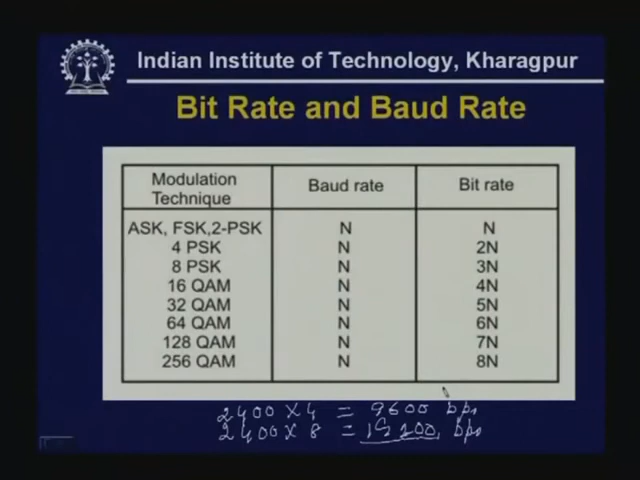 Indian Institute of Technology, Kharagpur
Bit Rate and Baud Rate
Modulation Technique Baud rate Bit rate
ASK, FSK,2-PSK N N
4 PSK N 2N
8 PSK N 3N
16 QAM N 4N
32 QAM N 5N
64 QAM N 6N
128 QAM N 7N
256 QAM N 8N
2400 X 4 = 9600 bps
2400 X 8 = 19200 bps